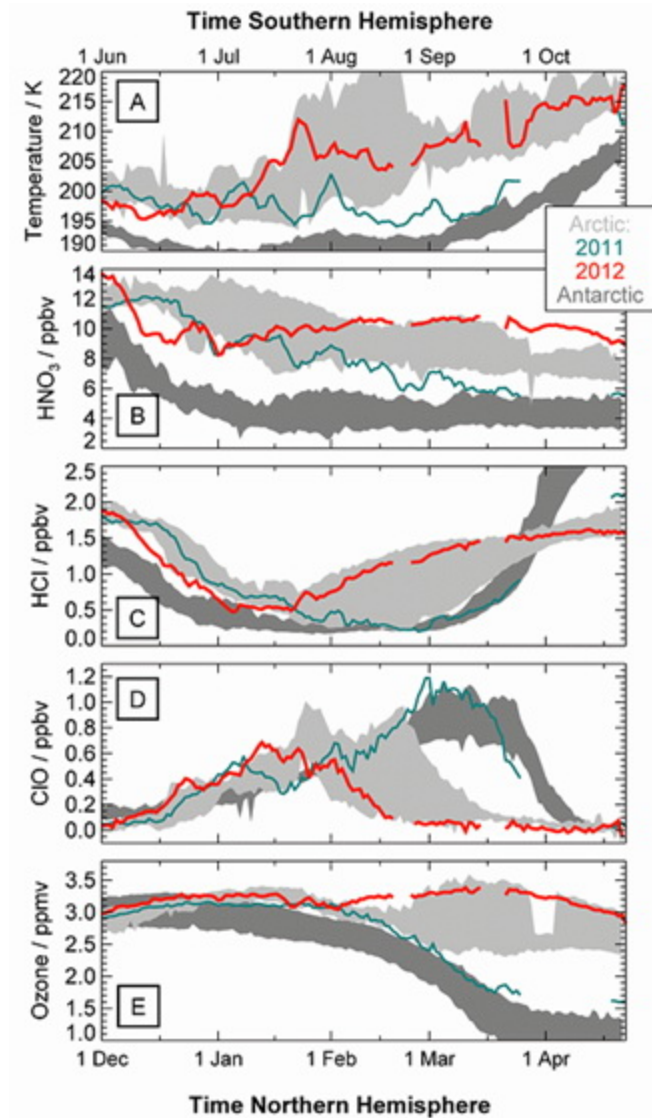 Time Southern Hemisphere
1 Jun 1 Jul 1 Aug 1 Sep 1 Oct
220
215
210
205
200
195
190
Temperature / K
A
Arctic:
2011
2012
Antarctic
14
12
10
8
6
4
2
HNO₃ / ppbv
B
2.5
2.0
1.5
1.0
0.5
0.0
HCl / ppbv
C
1.2
1.0
0.8
0.6
0.4
0.2
0.0
ClO / ppbv
D
3.5
3.0
2.5
2.0
1.5
1.0
Ozone / ppmv
E
1 Dec 1 Jan 1 Feb 1 Mar 1 Apr
Time Northern Hemisphere